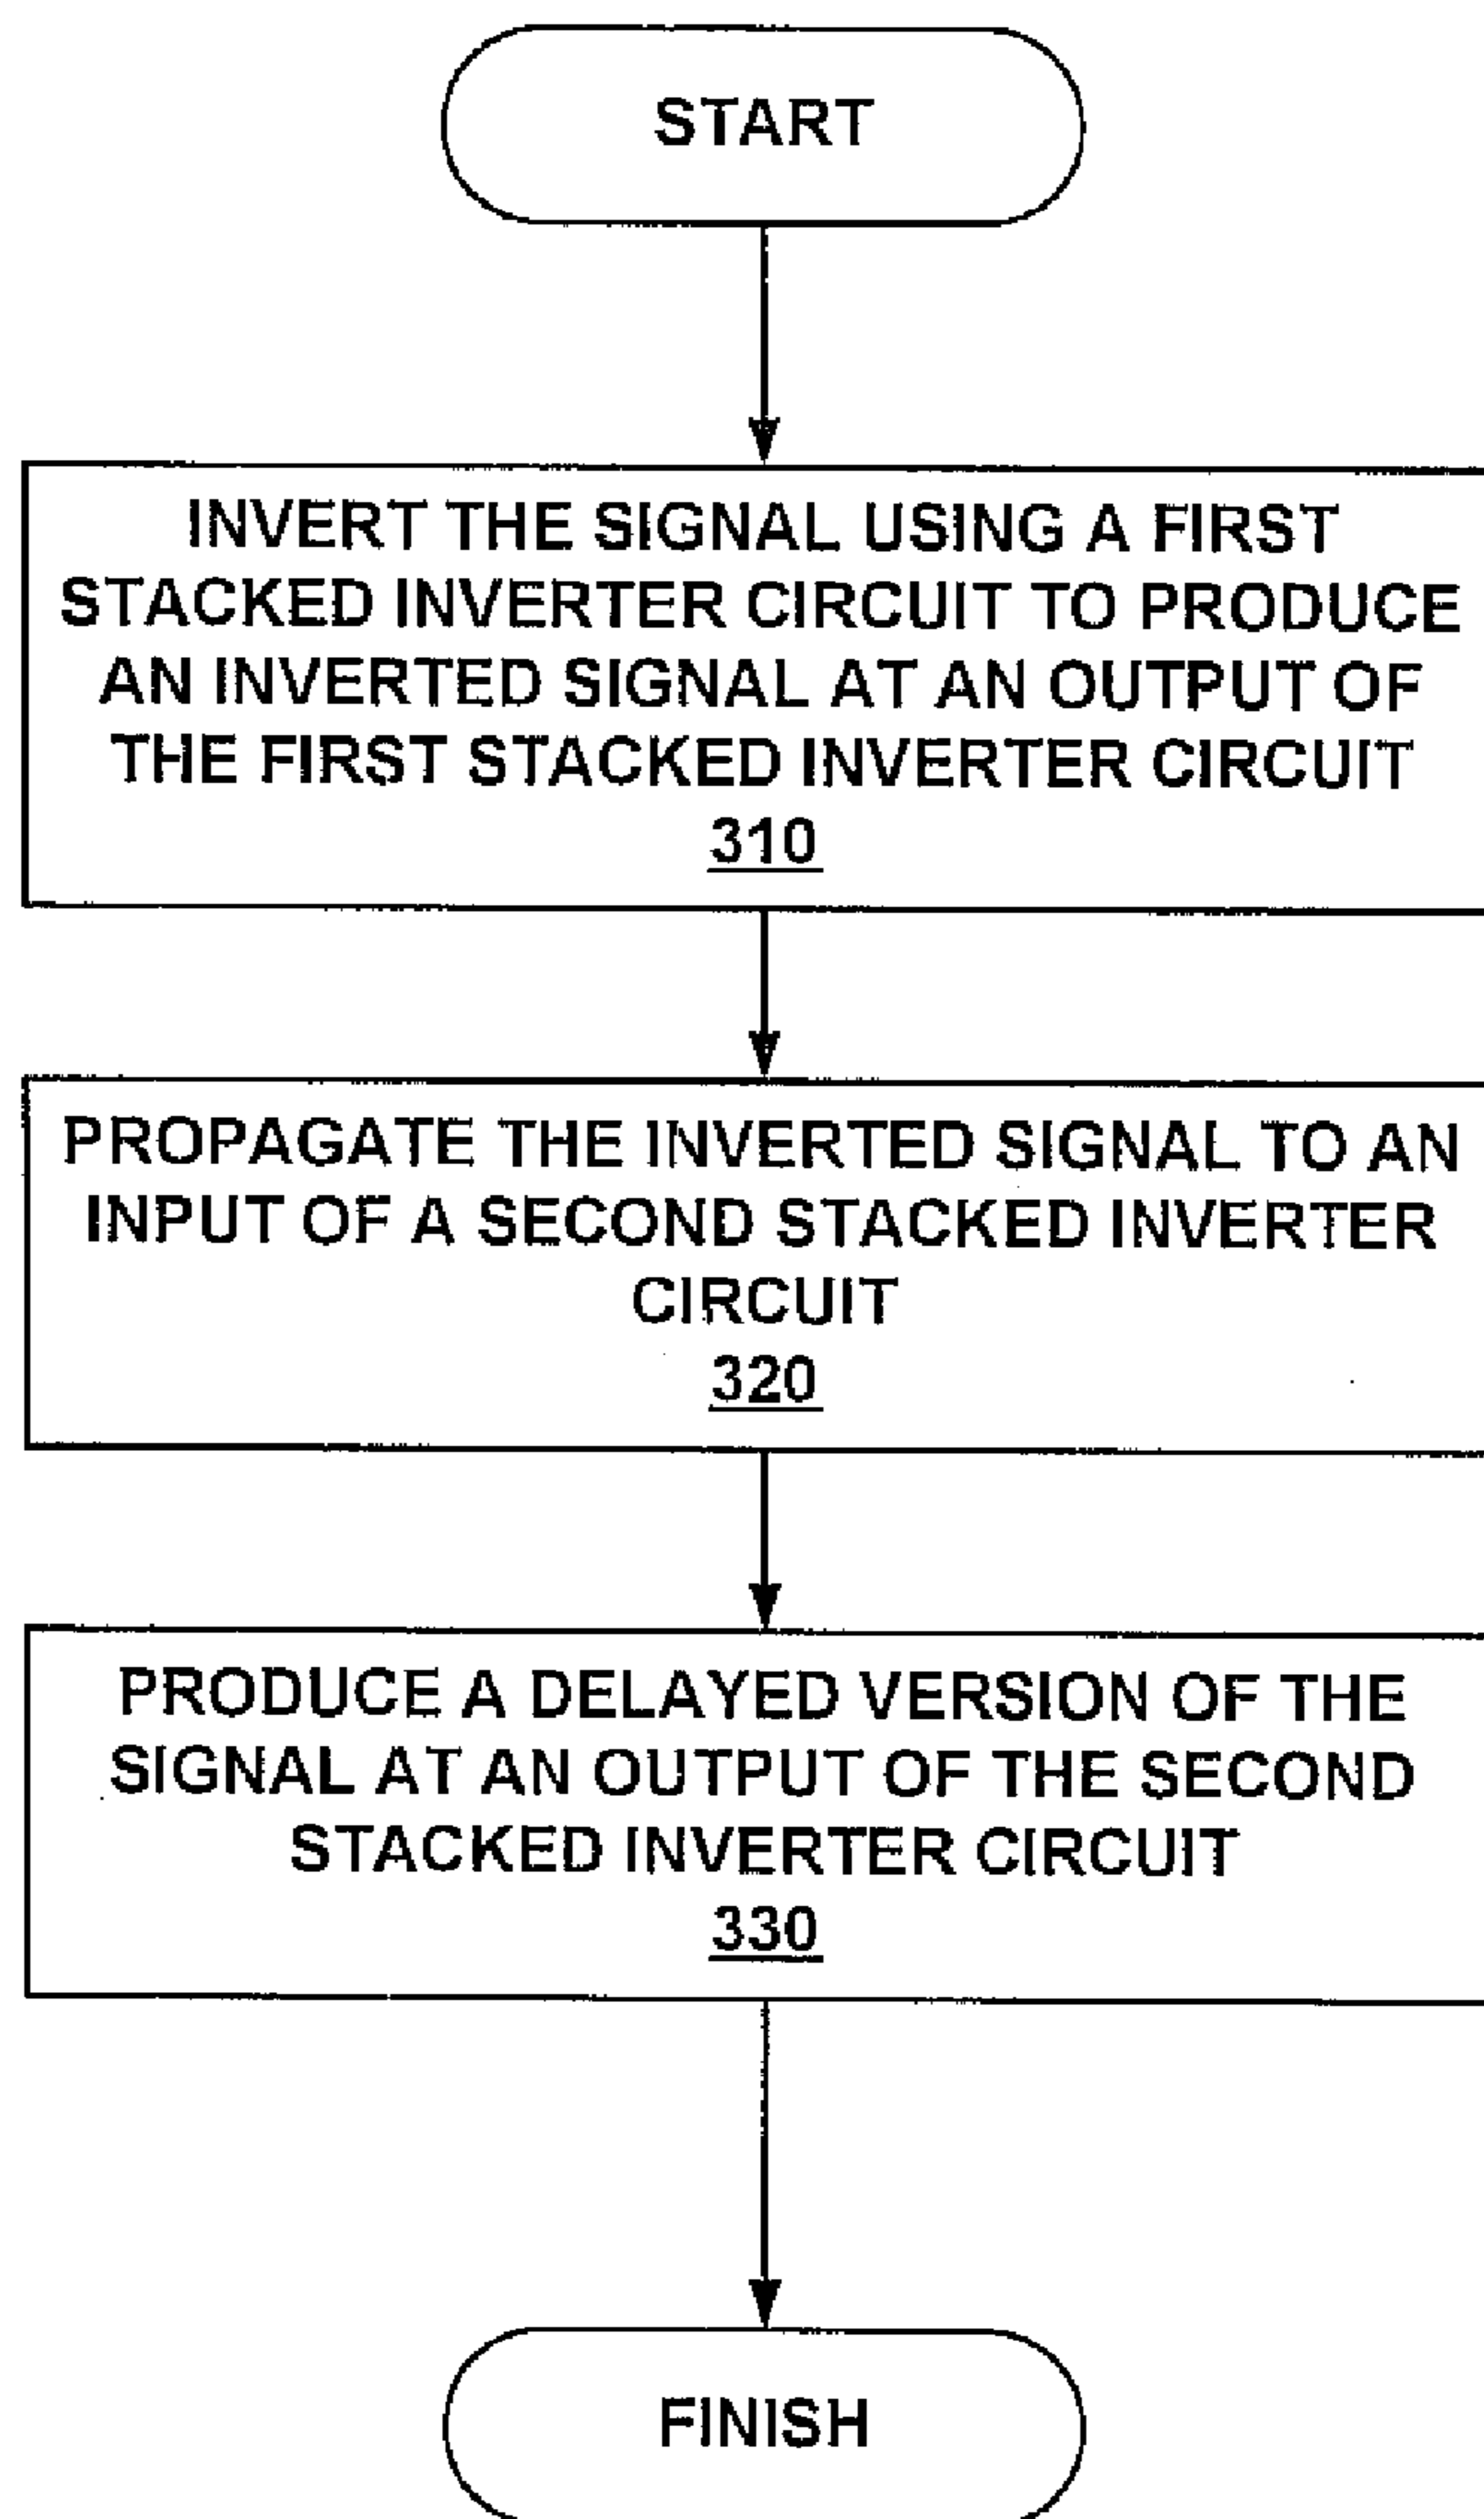 START
INVERT THE SIGNAL USING A FIRST
STACKED INVERTER CIRCUIT TO PRODUCE
AN INVERTED SIGNAL AT AN OUTPUT OF
THE FIRST STACKED INVERTER CIRCUIT
310
PROPAGATE THE INVERTED SIGNAL TO AN
INPUT OF A SECOND STACKED INVERTER
CIRCUIT
320
PRODUCE A DELAYED VERSION OF THE
SIGNAL AT AN OUTPUT OF THE SECOND
STACKED INVERTER CIRCUIT
330
FINISH